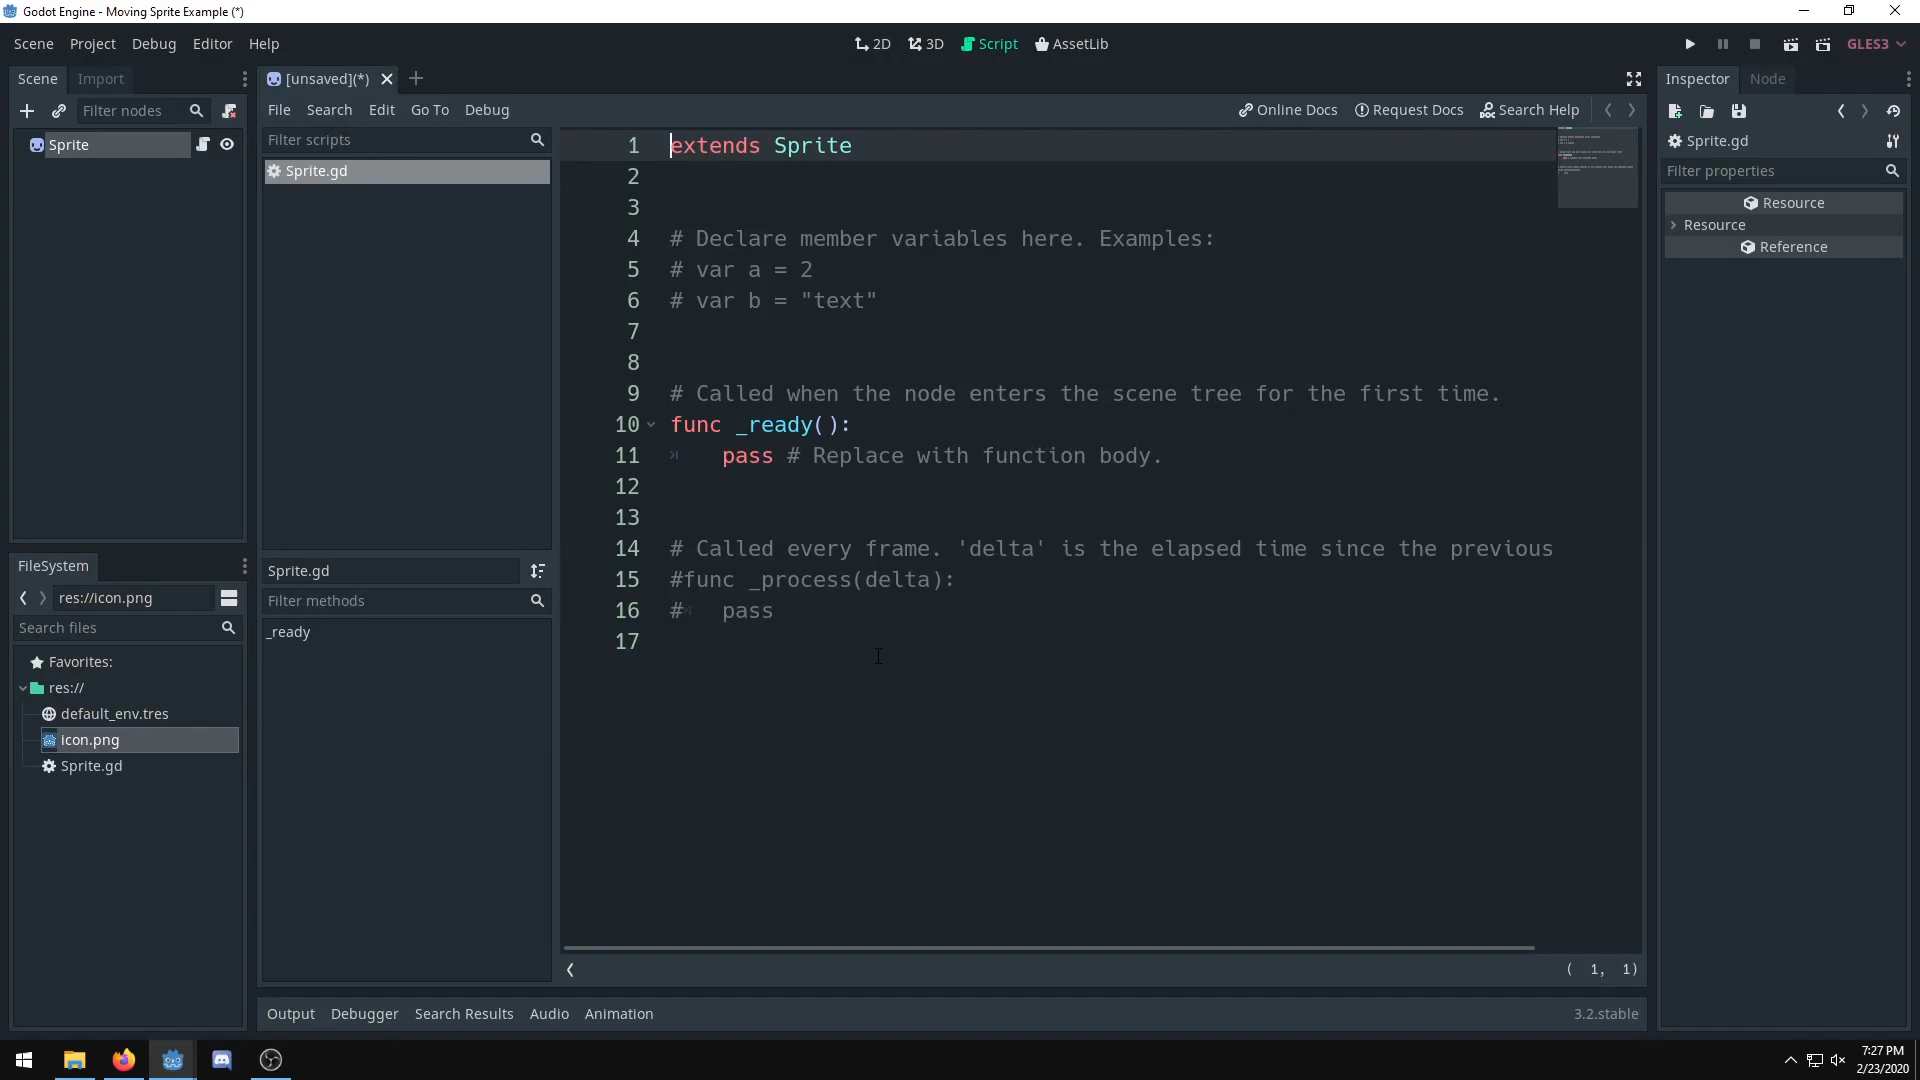 Godot Engine - Moving Sprite Example (*)
Scene Project Debug Editor Help
2D 3D Script AssetLib
GLES3
Scene Import
Filter nodes
Sprite
[unsaved](*)
File Search Edit Go To Debug
Online Docs Request Docs Search Help
Filter scripts
Sprite.gd
Sprite.gd
Filter methods
_ready
1 extends Sprite
2
3
4 # Declare member variables here. Examples:
5 # var a = 2
6 # var b = "text"
7
8
9 # Called when the node enters the scene tree for the first time.
10 func _ready():
11 pass # Replace with function body.
12
13
14 # Called every frame. 'delta' is the elapsed time since the previous
15 #func _process(delta):
16 # pass
17
( 1, 1)
Output Debugger Search Results Audio Animation
3.2.stable
FileSystem
res://icon.png
Search files
Favorites:
res://
default_env.tres
icon.png
Sprite.gd
Inspector Node
Sprite.gd
Filter properties
Resource
Resource
Reference
7:27 PM
2/23/2020